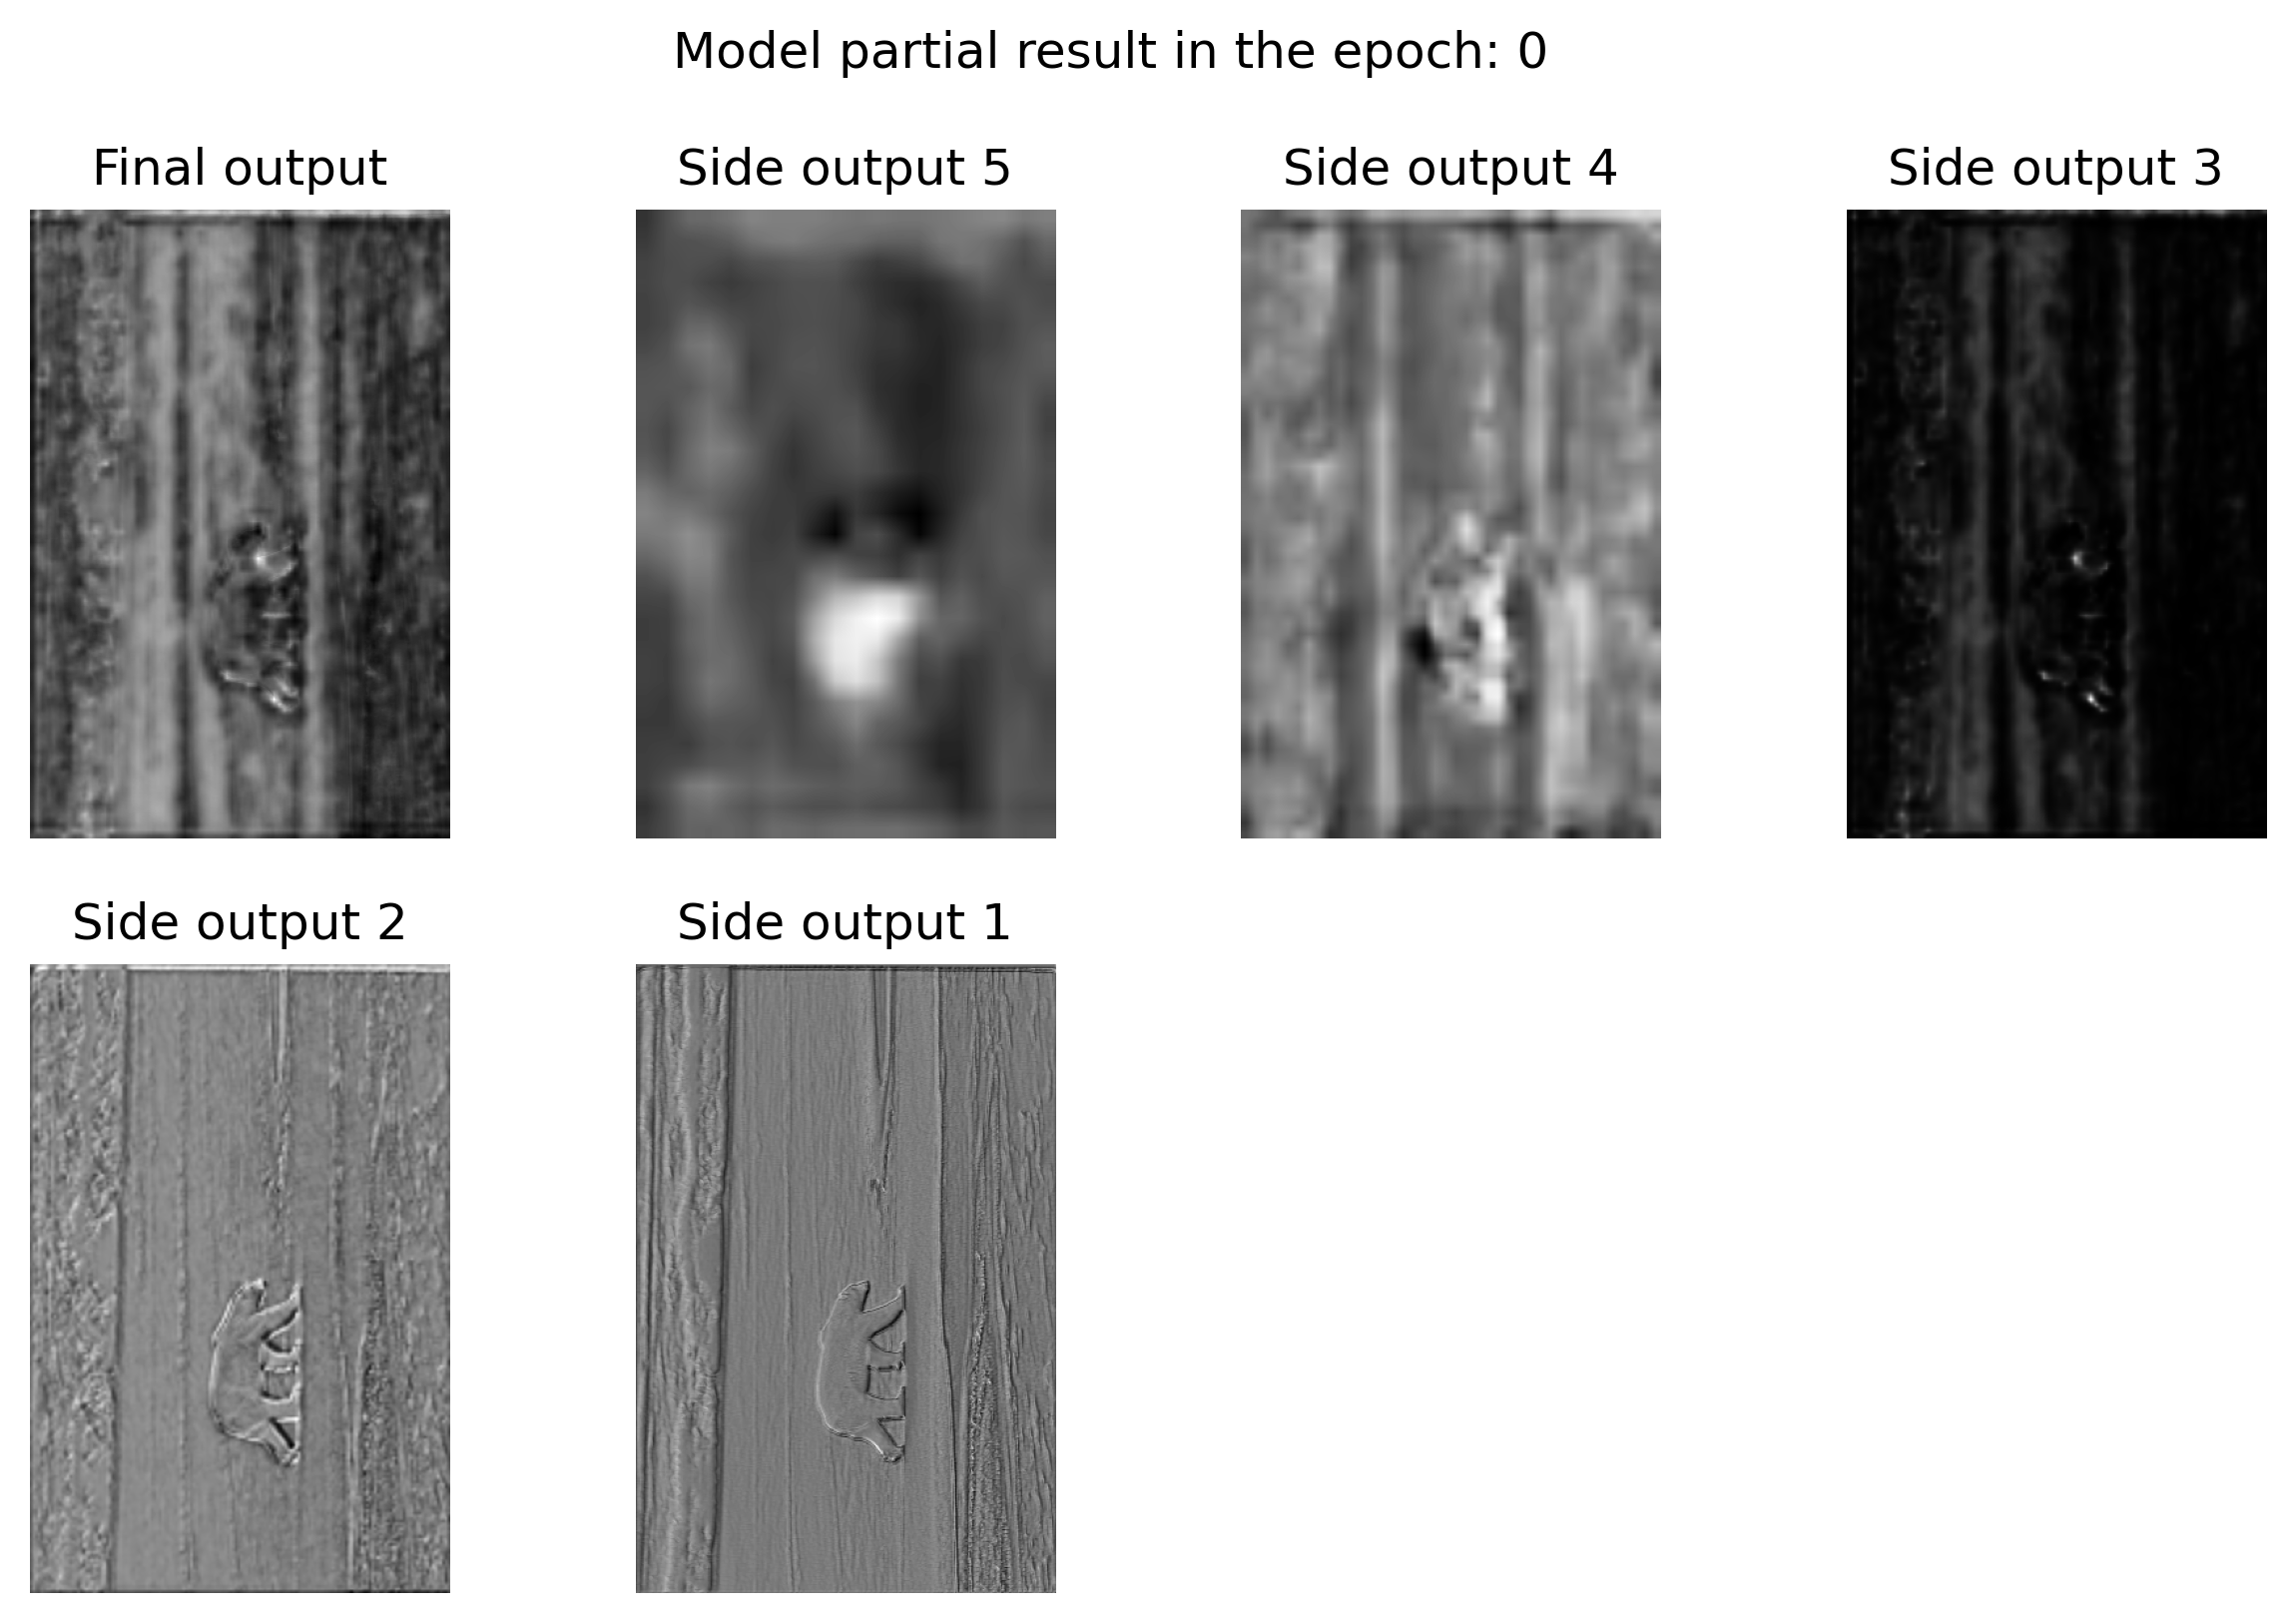 Model partial result in the epoch: 0
Final output
Side output 5
Side output 4
Side output 3
Side output 2
Side output 1